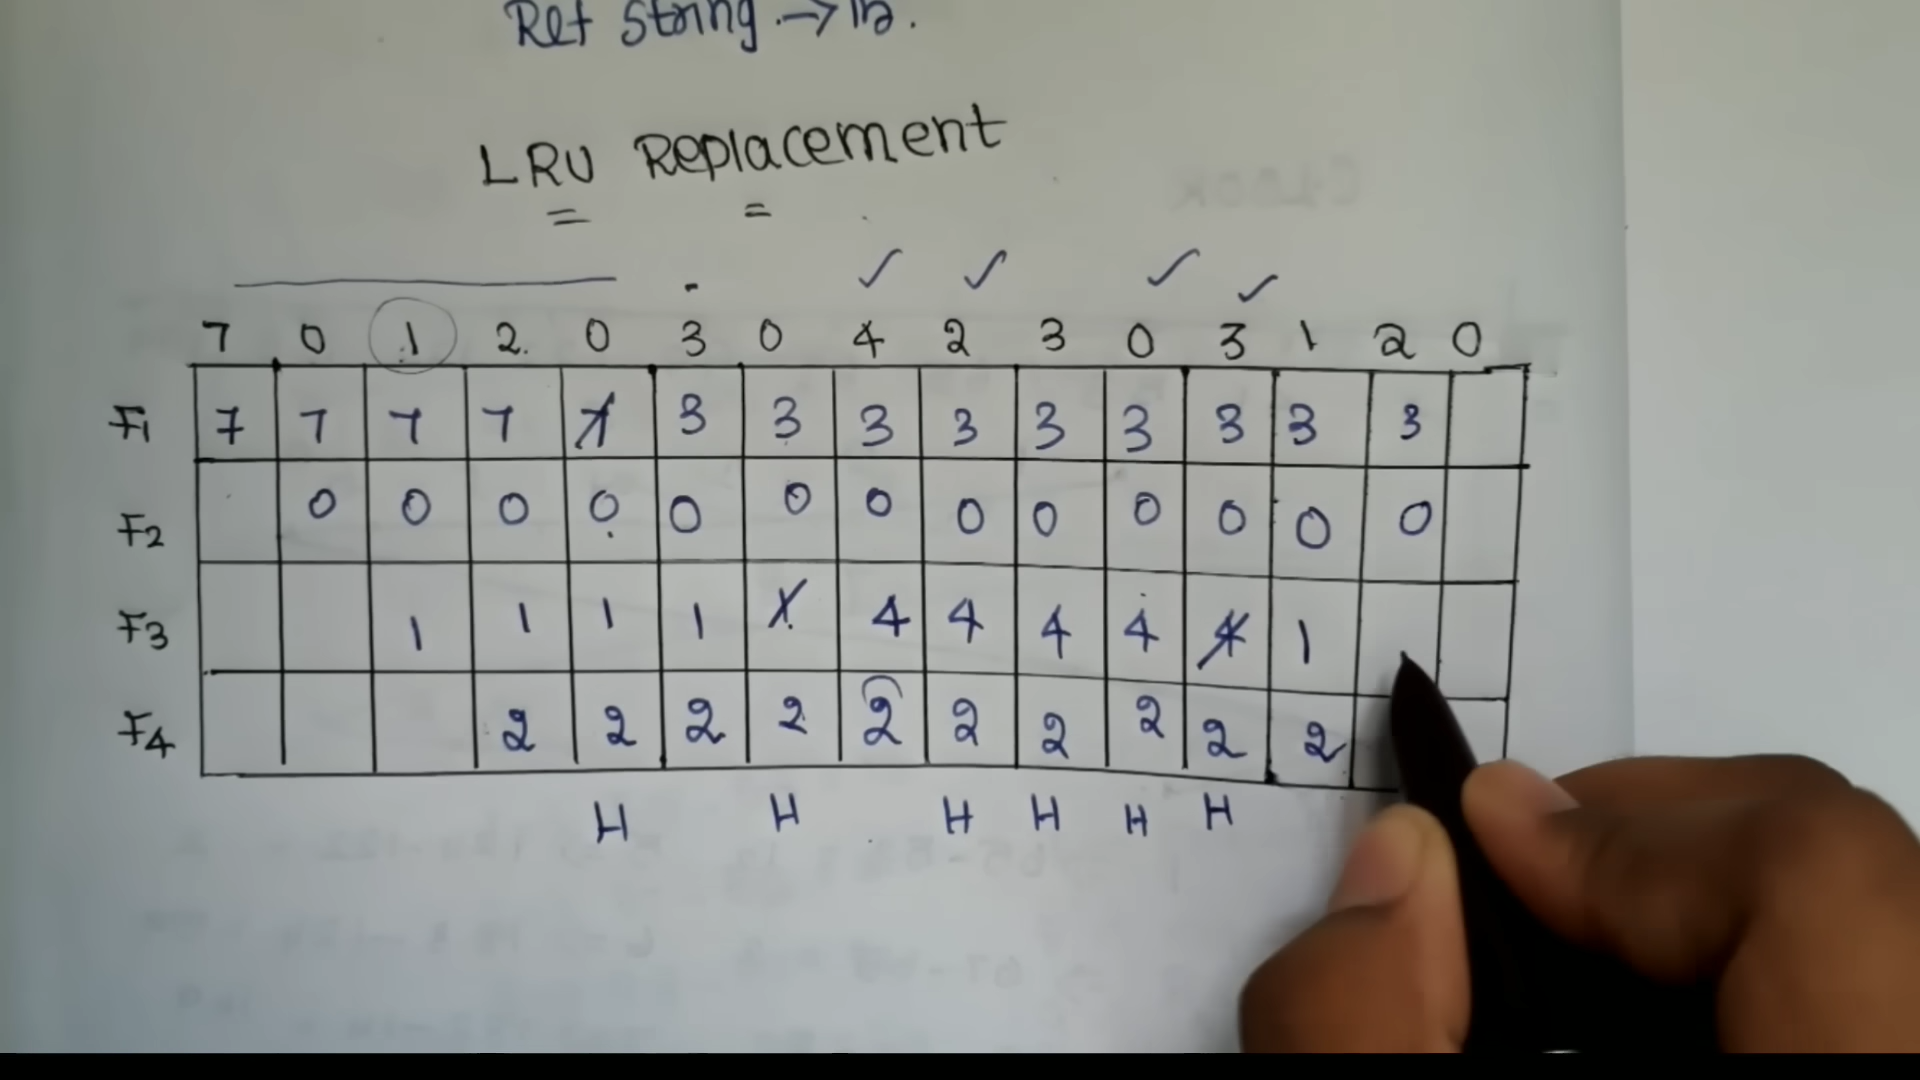 Ref String →
LRU Replacement
7 0 1 2 0 3 0 4 2 3 0 3 1 2 0
F1 7 7 7 7 7 3 3 3 3 3 3 3 3 3
F2 0 0 0 0 0 0 0 0 0 0 0 0 0
F3 1 1 1 1 1 4 4 4 4 4 1
F4 2 2 2 2 2 2 2 2 2 2
H H H H H H